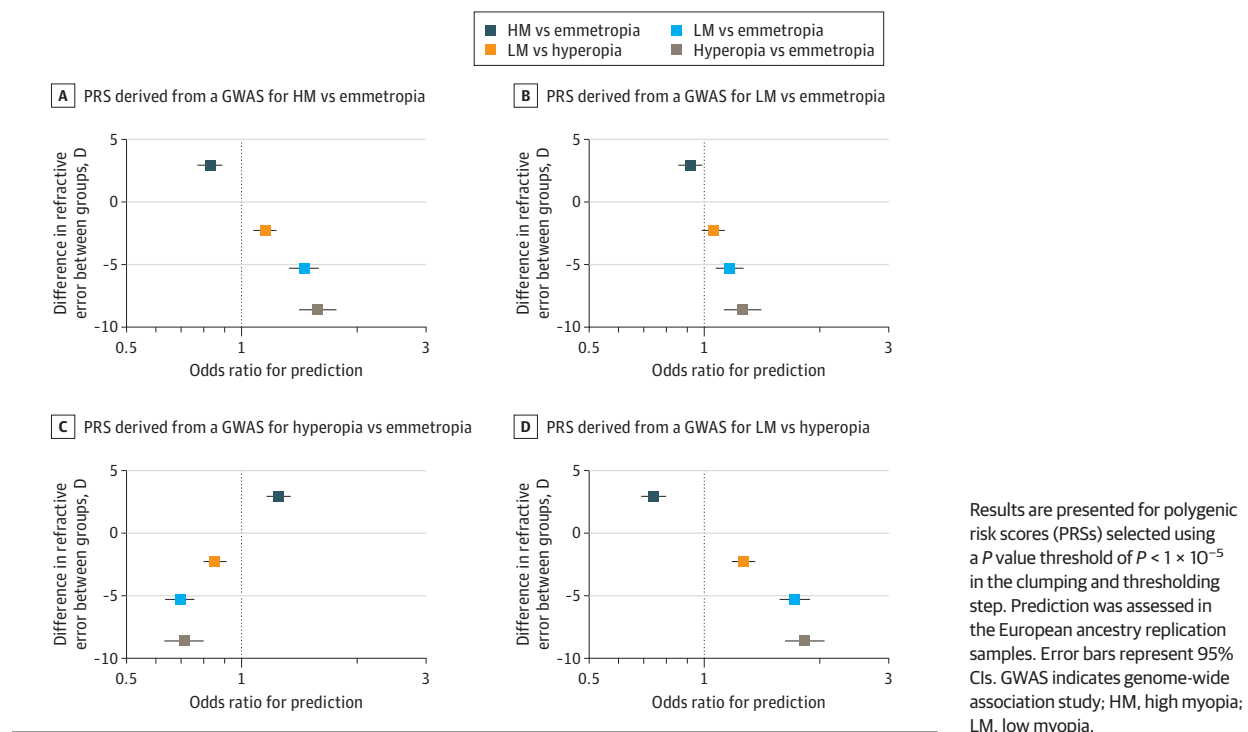 HM vs emmetropia
LM vs emmetropia
LM vs hyperopia
Hyperopia vs emmetropia
A PRS derived from a GWAS for HM vs emmetropia
5
0
-5
-10
Difference in refractive
error between groups, D
0.5 1 3
Odds ratio for prediction
B PRS derived from a GWAS for LM vs emmetropia
5
0
-5
-10
Difference in refractive
error between groups, D
0.5 1 3
Odds ratio for prediction
C PRS derived from a GWAS for hyperopia vs emmetropia
5
0
-5
-10
Difference in refractive
error between groups, D
0.5 1 3
Odds ratio for prediction
D PRS derived from a GWAS for LM vs hyperopia
5
0
-5
-10
Difference in refractive
error between groups, D
0.5 1 3
Odds ratio for prediction
Results are presented for polygenic
risk scores (PRSs) selected using
a P value threshold of P < 1 × 10⁻⁵
in the clumping and thresholding
step. Prediction was assessed in
the European ancestry replication
samples. Error bars represent 95%
CIs. GWAS indicates genome-wide
association study; HM, high myopia;
LM, low myopia.